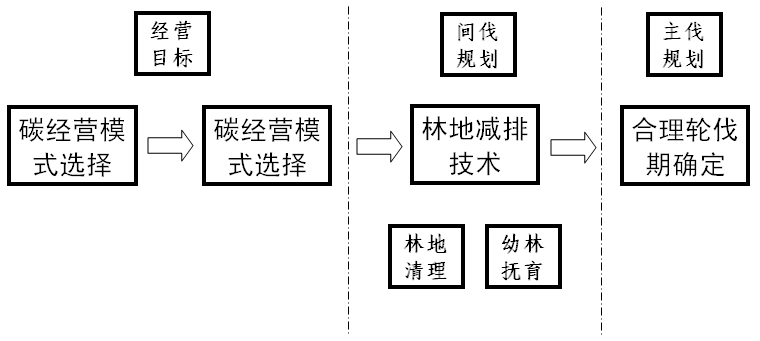 经营
目标
间伐
规划
主伐
规划
碳经营模
式选择
碳经营模
式选择
林地减排
技术
合理轮伐
期确定
林地
清理
幼林
抚育